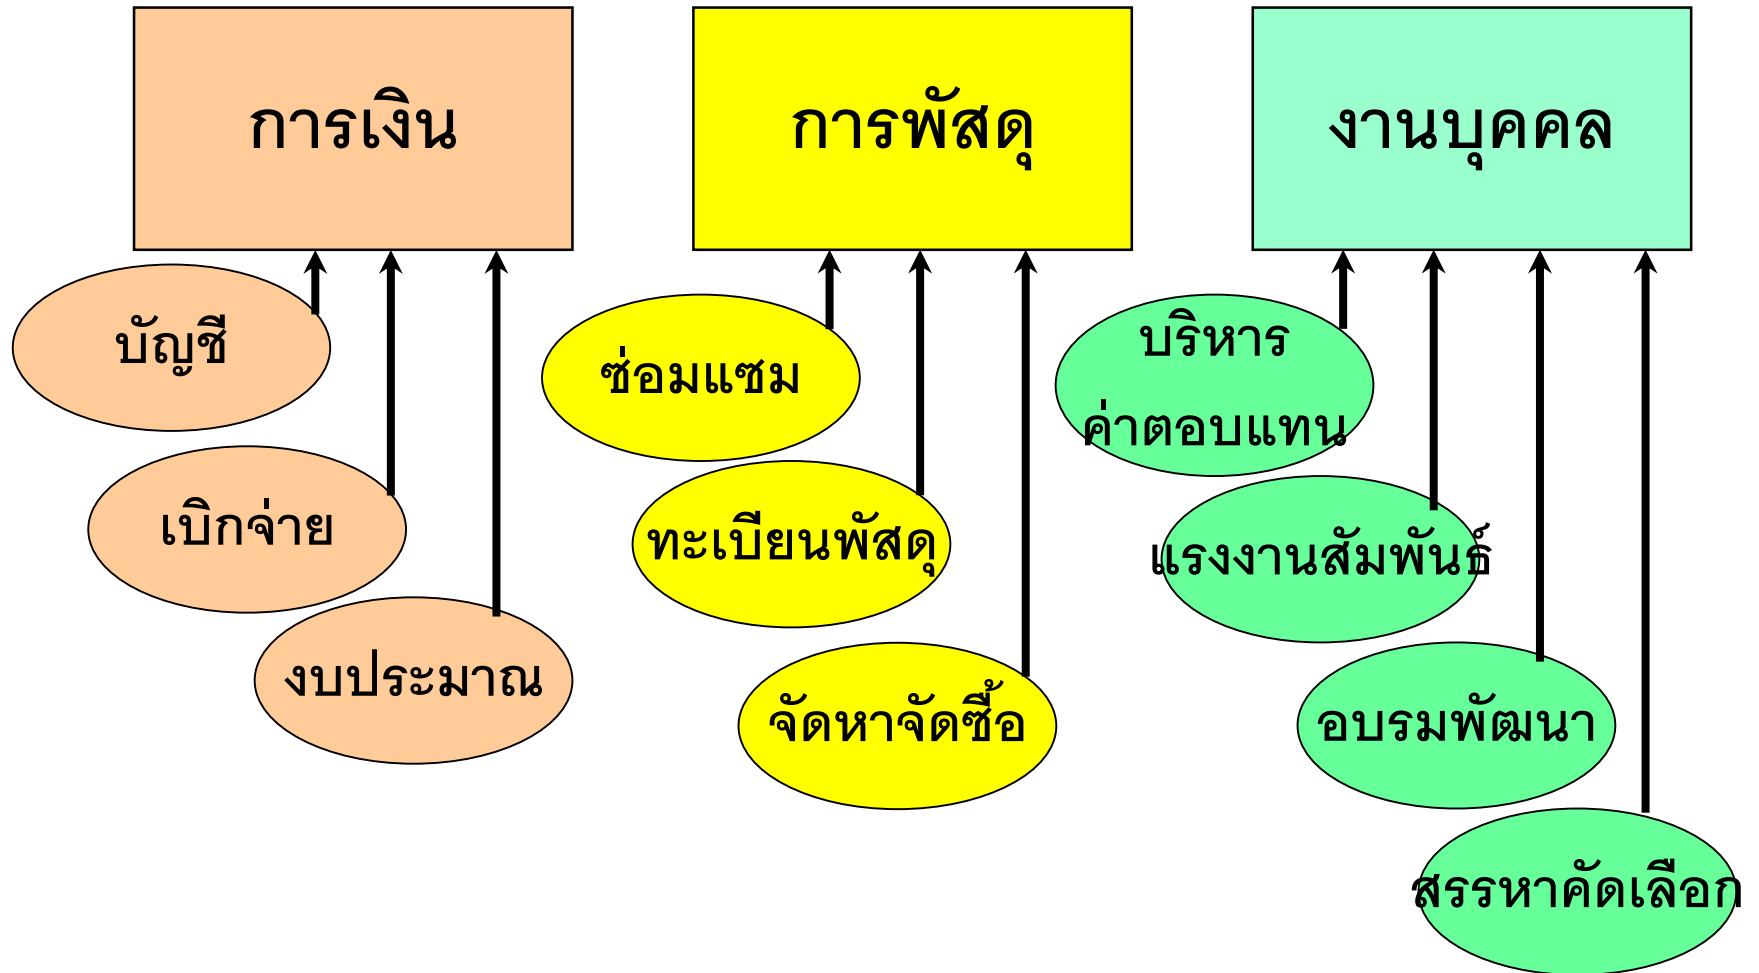 การเงิน
การพัสดุ
งานบุคคล
บัญชี
เบิกจ่าย
งบประมาณ
ซ่อมแซม
ทะเบียนพัสดุ
จัดหาจัดซื้อ
บริหาร
ค่าตอบแทน
แรงงานสัมพันธ์
อบรมพัฒนา
สรรหาคัดเลือก